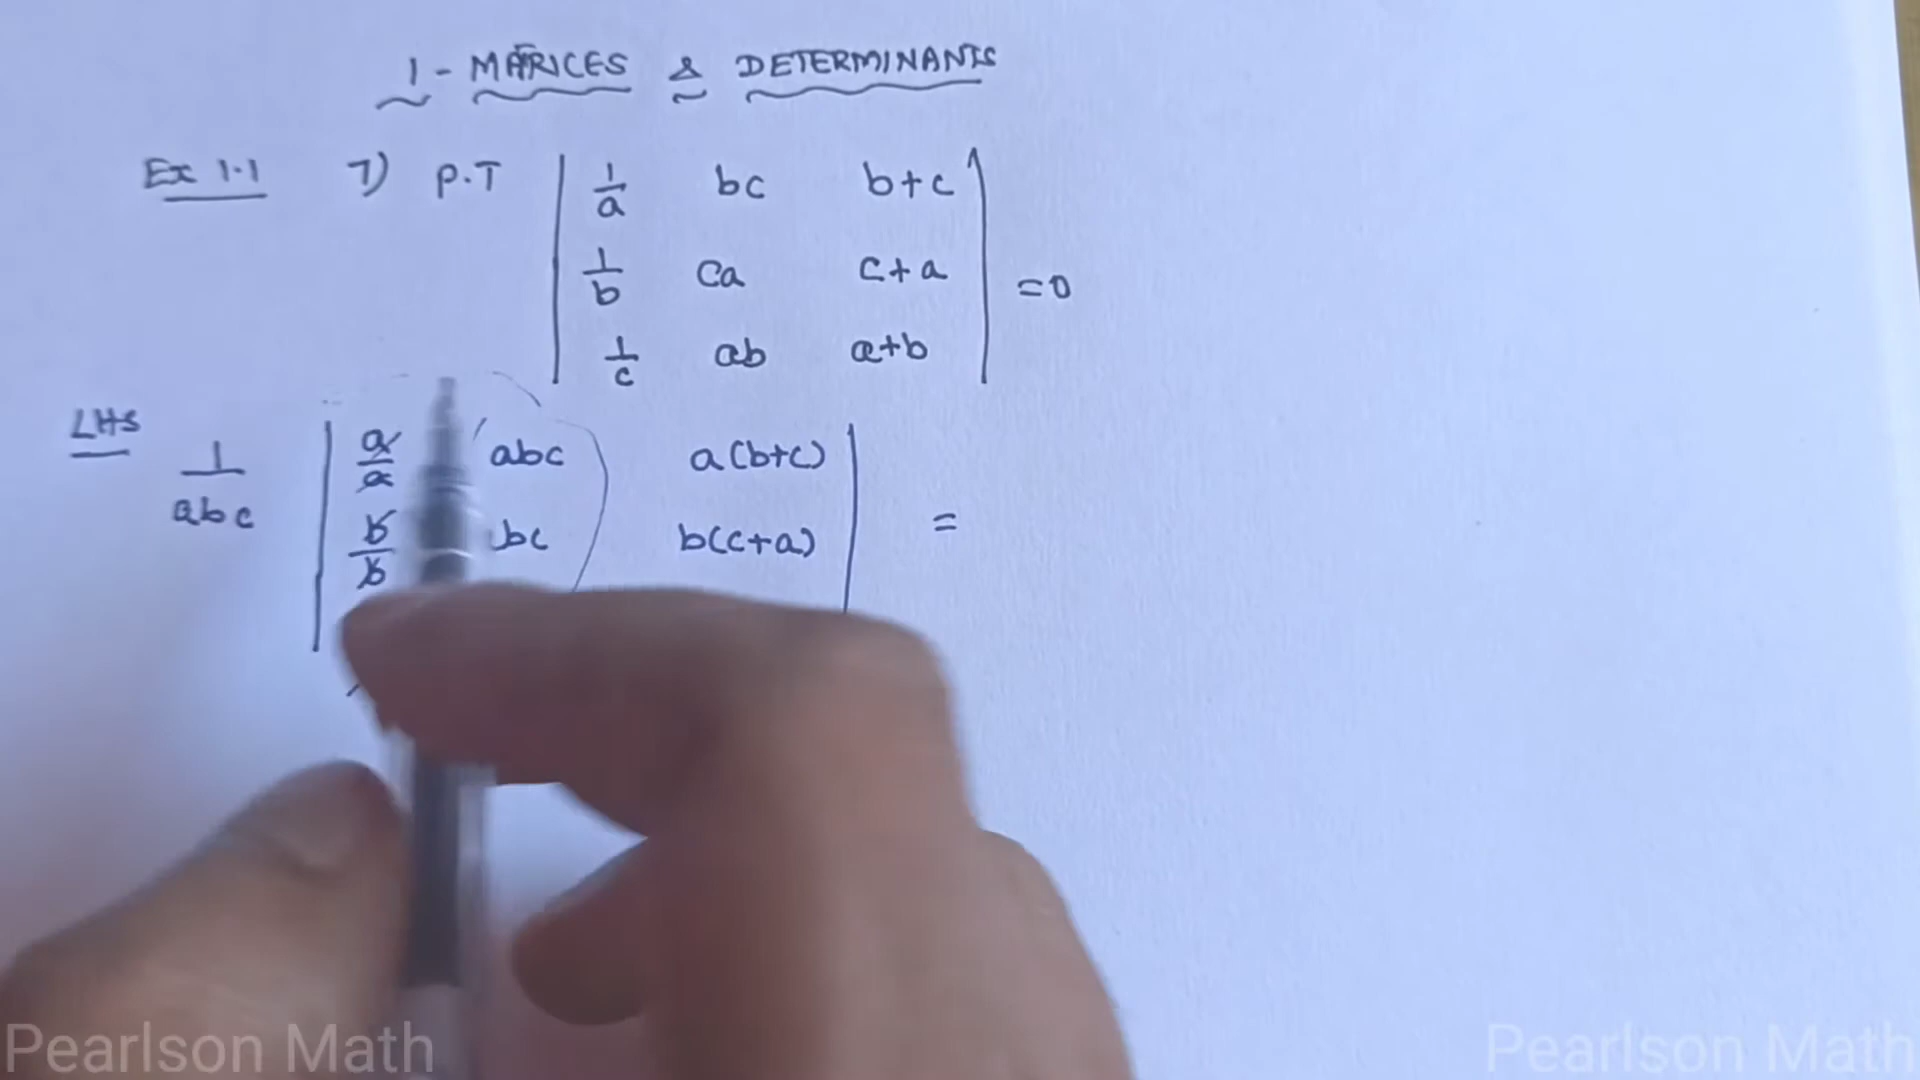 1 - MATRICES & DETERMINANTS
Ex 1.1 7) P.T | 1/a bc b+c |
| 1/b ca c+a | =0
| 1/c ab a+b |
LHS
1/abc | a/a abc a(b+c) |
| b/b bc b(c+a) | =
Pearlson Math Pearlson Math